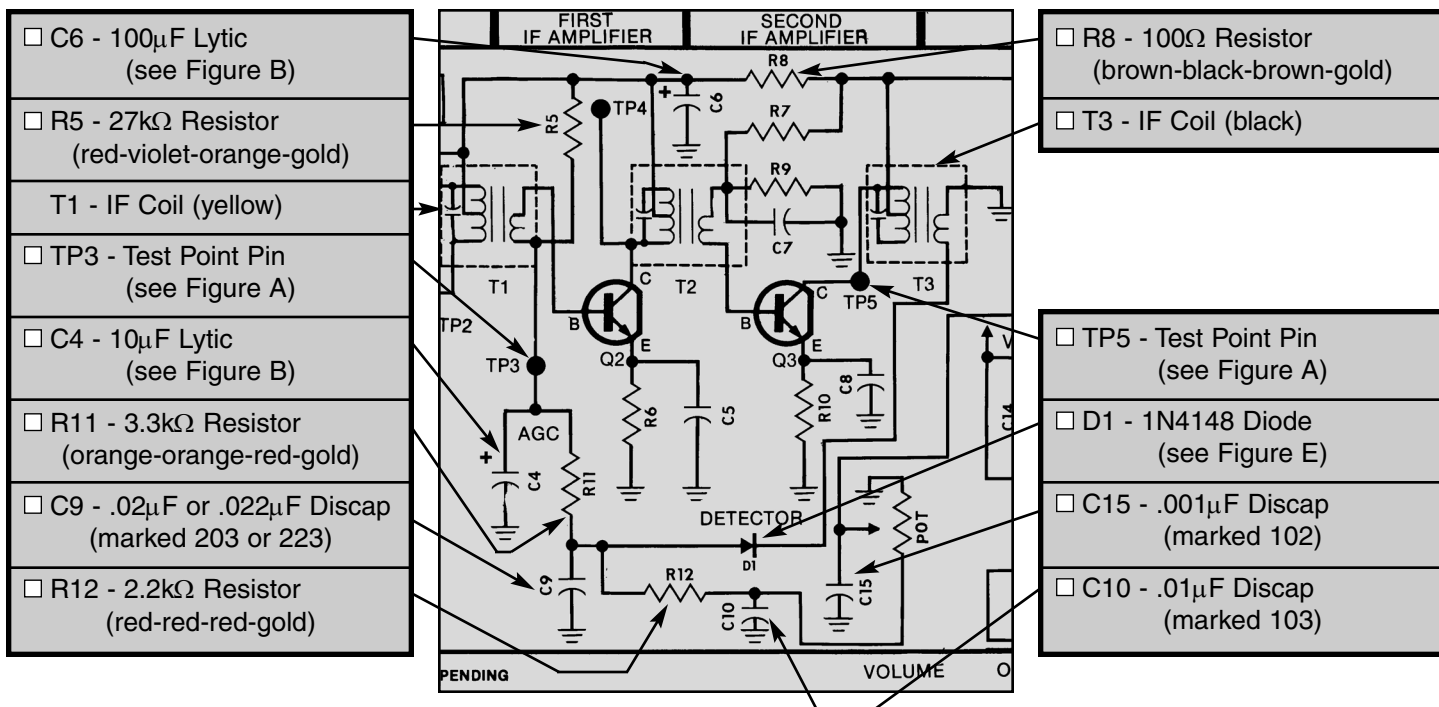 ☐ C6 - 100μF Lytic
(see Figure B)
☐ R5 - 27kΩ Resistor
(red-violet-orange-gold)
T1 - IF Coil (yellow)
☐ TP3 - Test Point Pin
(see Figure A)
☐ C4 - 10μF Lytic
(see Figure B)
☐ R11 - 3.3kΩ Resistor
(orange-orange-red-gold)
☐ C9 - .02μF or .022μF Discap
(marked 203 or 223)
☐ R12 - 2.2kΩ Resistor
(red-red-red-gold)
FIRST
IF AMPLIFIER
SECOND
IF AMPLIFIER
R8
+
C6
TP4
R5
R7
R9
C7
T1
T2
T3
TP2
C
B
E
Q2
C
B
E
Q3
TP5
TP3
R6
C5
R10
C8
AGC
+
C4
R11
DETECTOR
D1
POT
C14
V
C9
R12
C10
C15
PENDING
VOLUME
O
☐ R8 - 100Ω Resistor
(brown-black-brown-gold)
☐ T3 - IF Coil (black)
☐ TP5 - Test Point Pin
(see Figure A)
☐ D1 - 1N4148 Diode
(see Figure E)
☐ C15 - .001μF Discap
(marked 102)
☐ C10 - .01μF Discap
(marked 103)